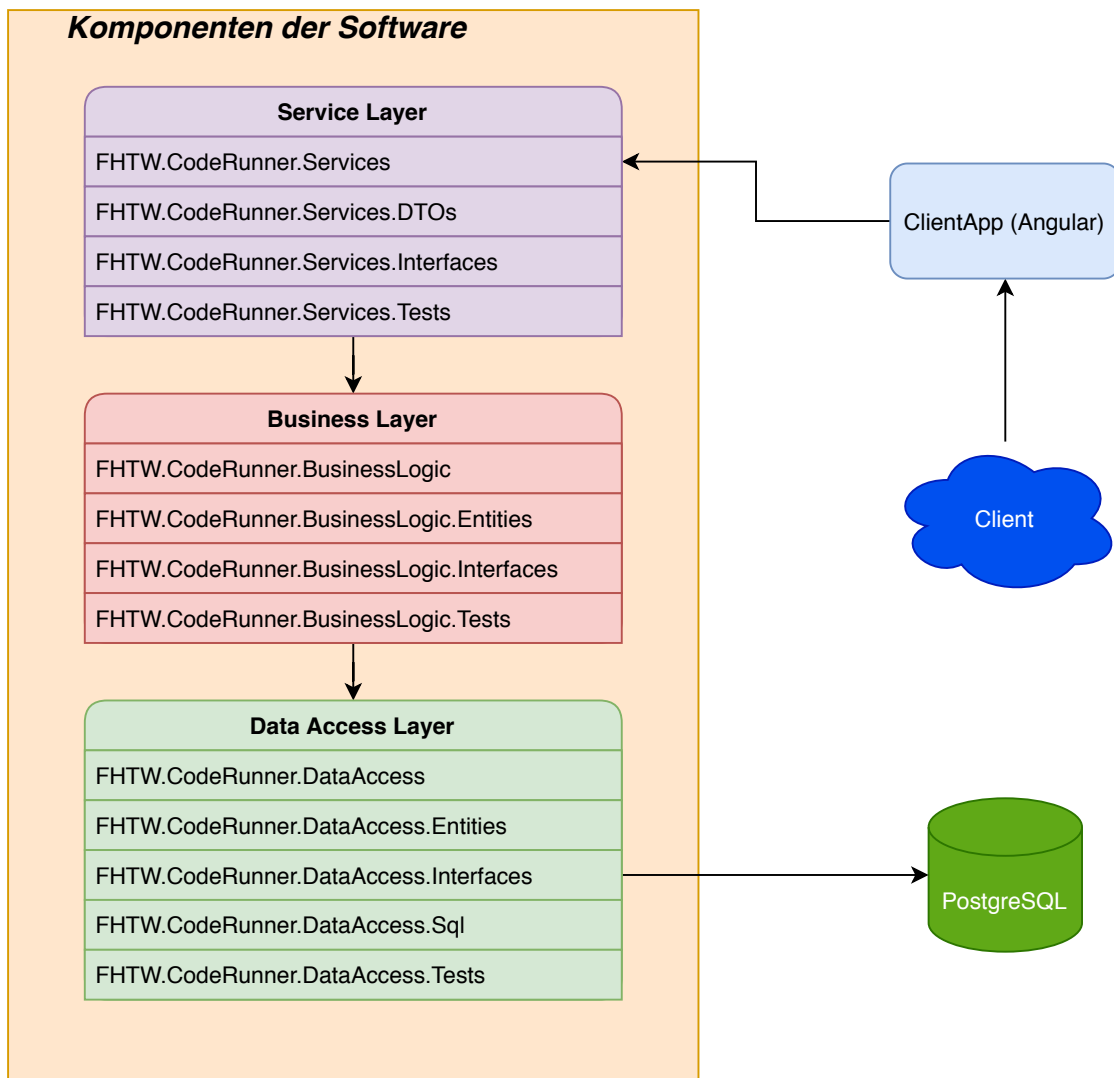 Komponenten der Software
Service Layer
FHTW.CodeRunner.Services
FHTW.CodeRunner.Services.DTOs
FHTW.CodeRunner.Services.Interfaces
FHTW.CodeRunner.Services.Tests
Business Layer
FHTW.CodeRunner.BusinessLogic
FHTW.CodeRunner.BusinessLogic.Entities
FHTW.CodeRunner.BusinessLogic.Interfaces
FHTW.CodeRunner.BusinessLogic.Tests
Data Access Layer
FHTW.CodeRunner.DataAccess
FHTW.CodeRunner.DataAccess.Entities
FHTW.CodeRunner.DataAccess.Interfaces
FHTW.CodeRunner.DataAccess.Sql
FHTW.CodeRunner.DataAccess.Tests
ClientApp (Angular)
Client
PostgreSQL